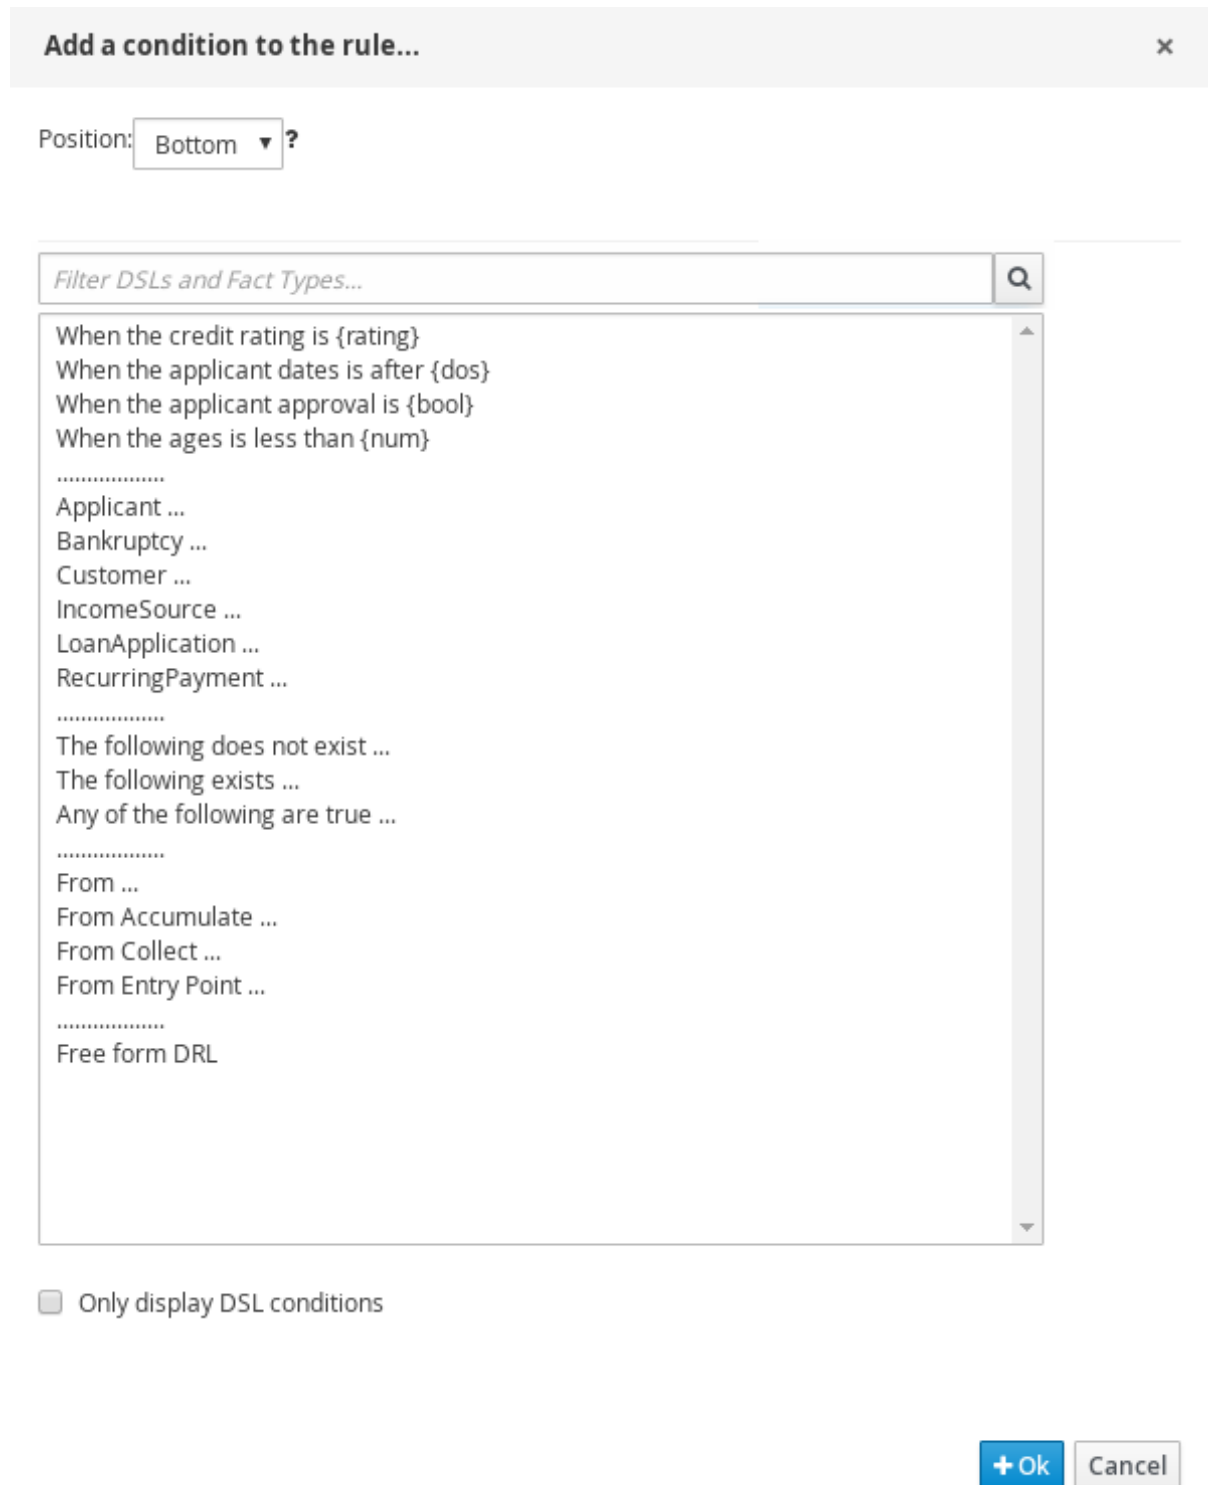 Add a condition to the rule...
×
Position: Bottom ▼ ?
Filter DSLs and Fact Types...
When the credit rating is {rating}
When the applicant dates is after {dos}
When the applicant approval is {bool}
When the ages is less than {num}
..................
Applicant ...
Bankruptcy ...
Customer ...
IncomeSource ...
LoanApplication ...
RecurringPayment ...
..................
The following does not exist ...
The following exists ...
Any of the following are true ...
..................
From ...
From Accumulate ...
From Collect ...
From Entry Point ...
..................
Free form DRL
Only display DSL conditions
+ Ok Cancel